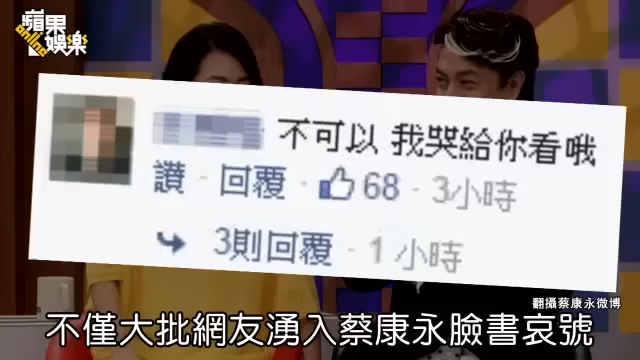 蘋果
online
娛樂
不可以 我哭給你看哦
讚 · 回覆 · 68 · 3小時
3則回覆 · 1 小時
翻攝蔡康永微博
不僅大批網友湧入蔡康永臉書哀號